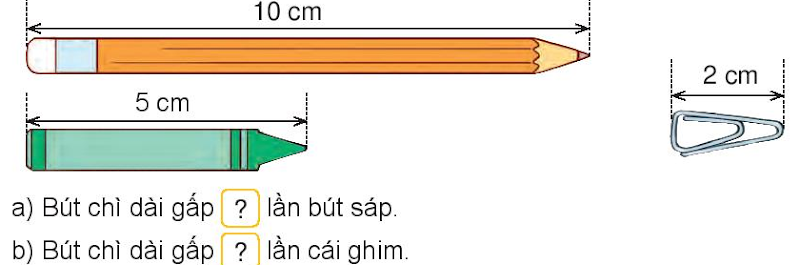 10 cm
2 cm
5 cm
a) Bút chì dài gấp ? lần bút sáp.
b) Bút chì dài gấp ? lần cái ghim.